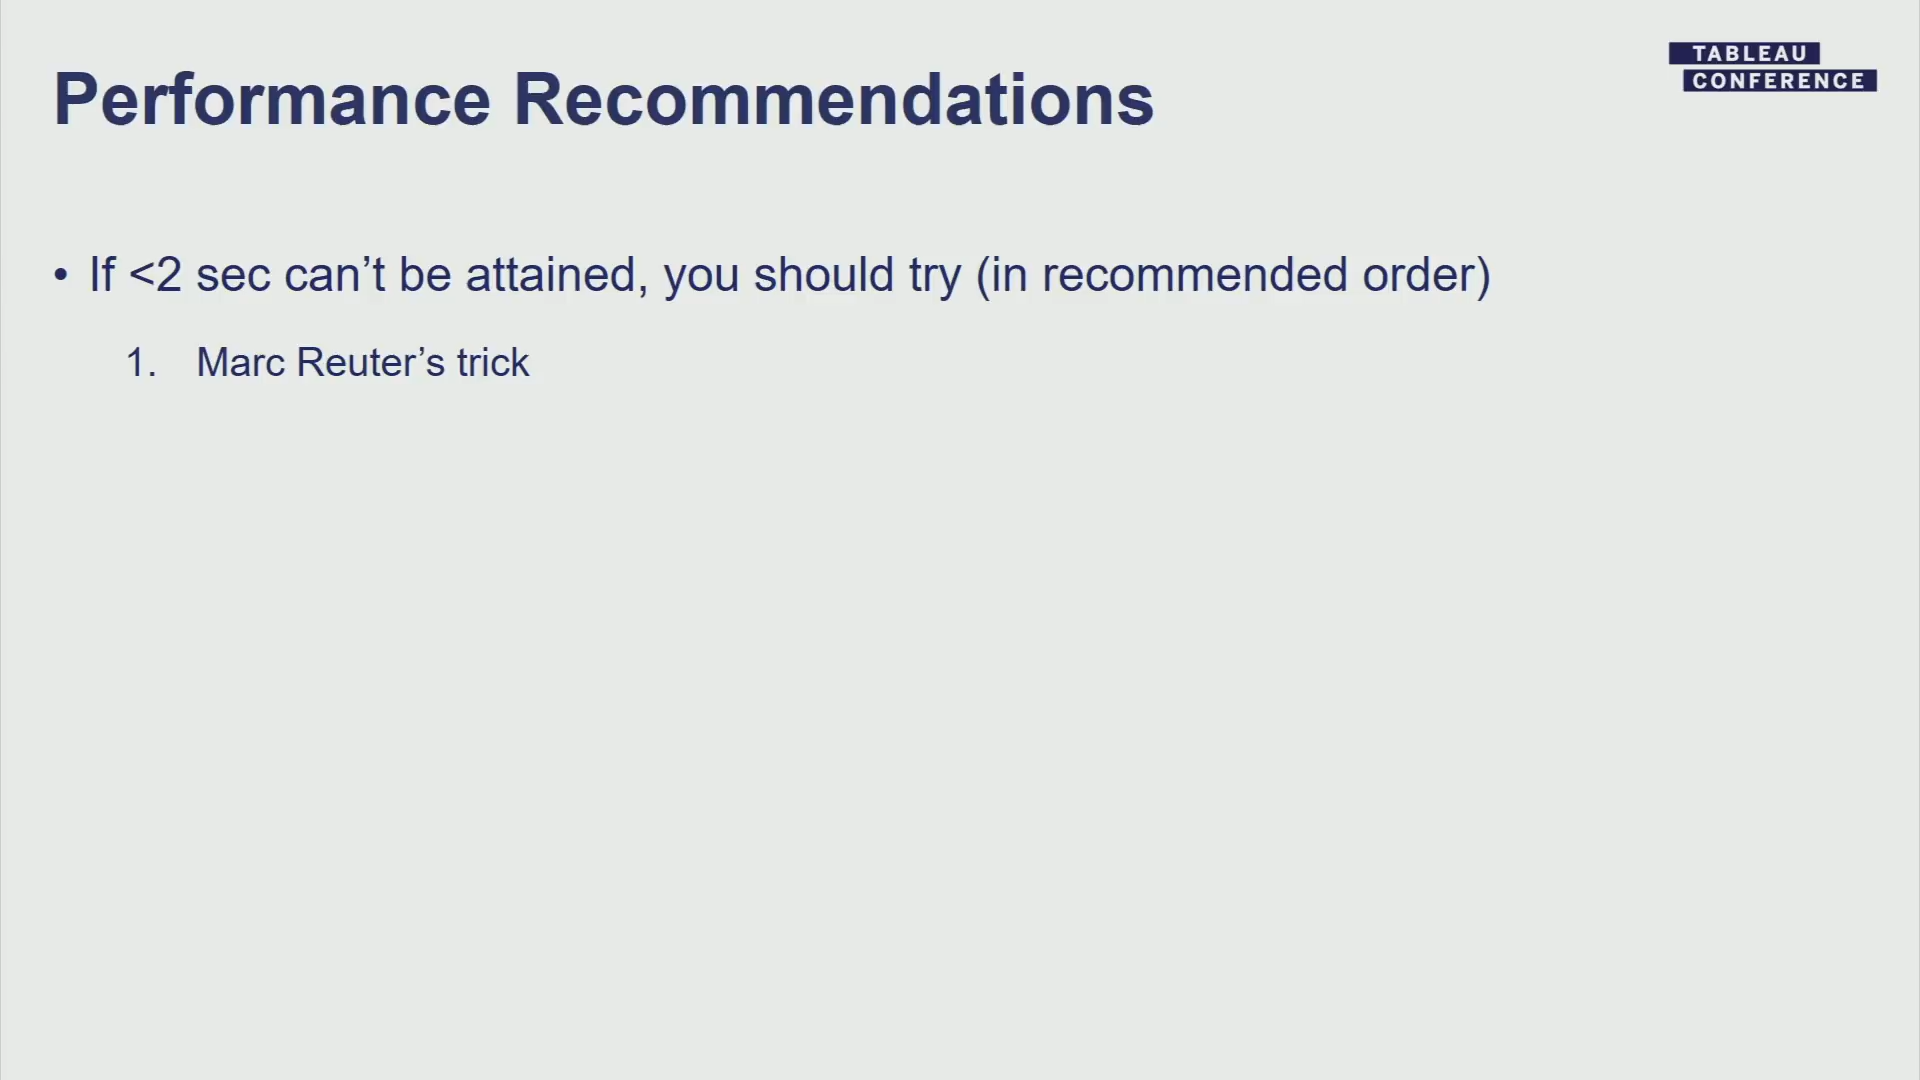 Performance Recommendations
TABLEAU
CONFERENCE
• If <2 sec can’t be attained, you should try (in recommended order)
1. Marc Reuter’s trick